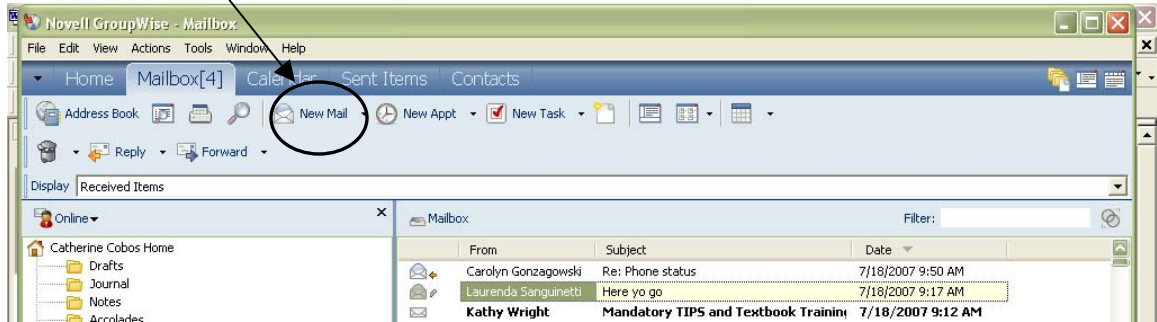 Novell GroupWise - Mailbox
File Edit View Actions Tools Window Help
Home Mailbox[4] Calendar Sent Items Contacts
Address Book New Mail New Appt New Task
Reply Forward
Display Received Items
Online Mailbox Filter:
Catherine Cobos Home From Subject Date
Drafts Carolyn Gonzagowski Re: Phone status 7/18/2007 9:50 AM
Journal Laurenda Sanguinetti Here yo go 7/18/2007 9:17 AM
Notes Kathy Wright Mandatory TIPS and Textbook Training 7/18/2007 9:12 AM
Accolades